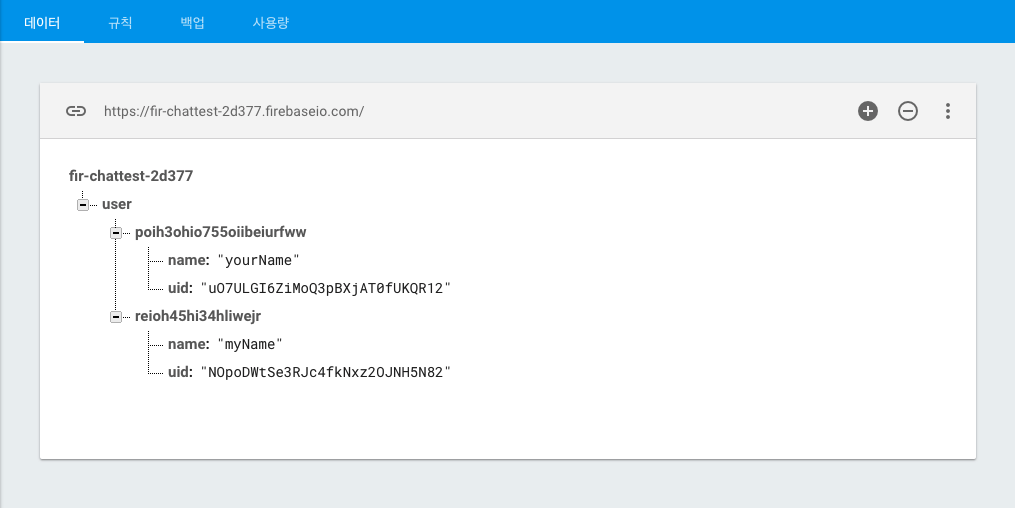 데이터 규칙 백업 사용량
https://fir-chattest-2d377.firebaseio.com/
fir-chattest-2d377
user
poih3ohio755oiibeiurfww
name: "yourName"
uid: "uO7ULGI6ZiMoQ3pBXjAT0fUKQR12"
reioh45hi34hliwejr
name: "myName"
uid: "NOpoDWtSe3RJc4fkNxz2OJNH5N82"